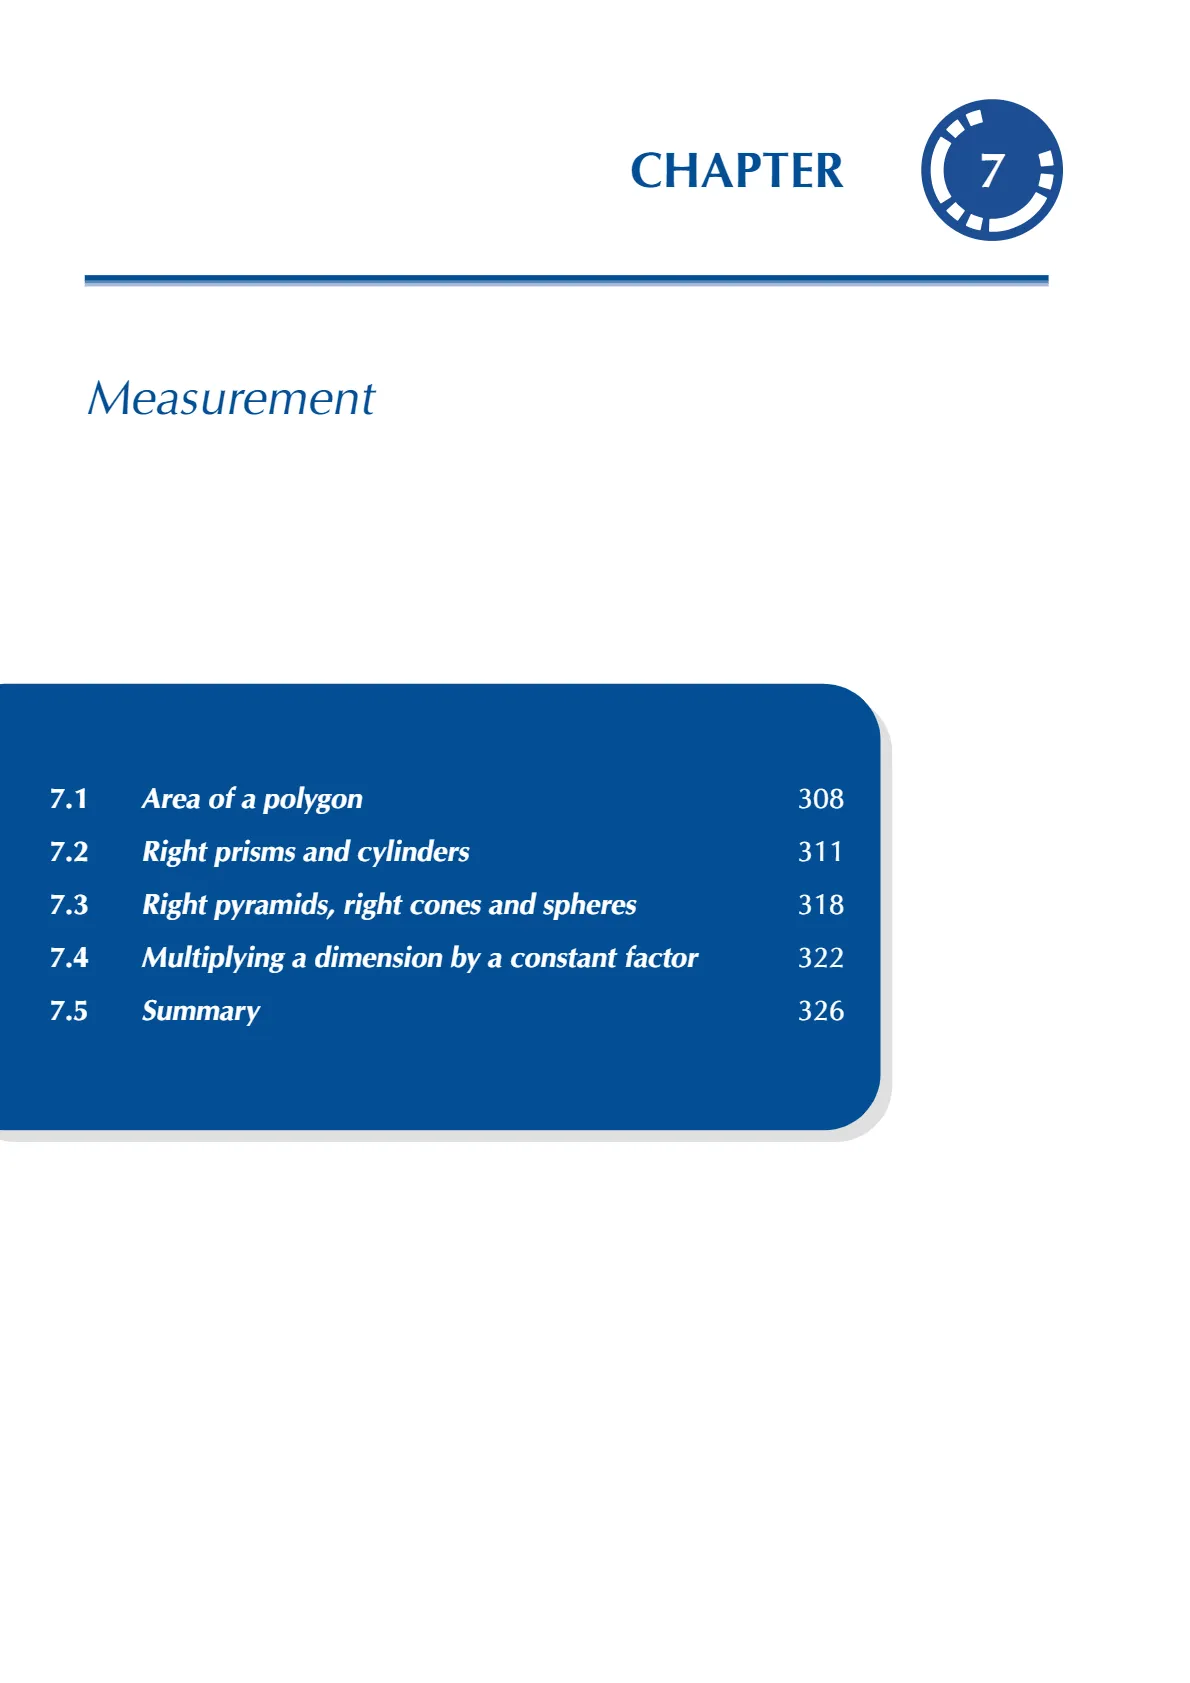 CHAPTER 7
Measurement
7.1 Area of a polygon 308
7.2 Right prisms and cylinders 311
7.3 Right pyramids, right cones and spheres 318
7.4 Multiplying a dimension by a constant factor 322
7.5 Summary 326